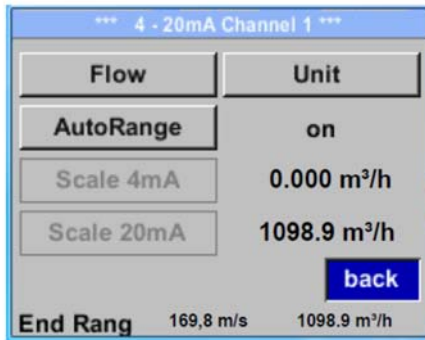 *** 4 - 20mA Channel 1 ***
Flow Unit
AutoRange on
Scale 4mA 0.000 m³/h
Scale 20mA 1098.9 m³/h
back
End Rang 169,8 m/s 1098.9 m³/h